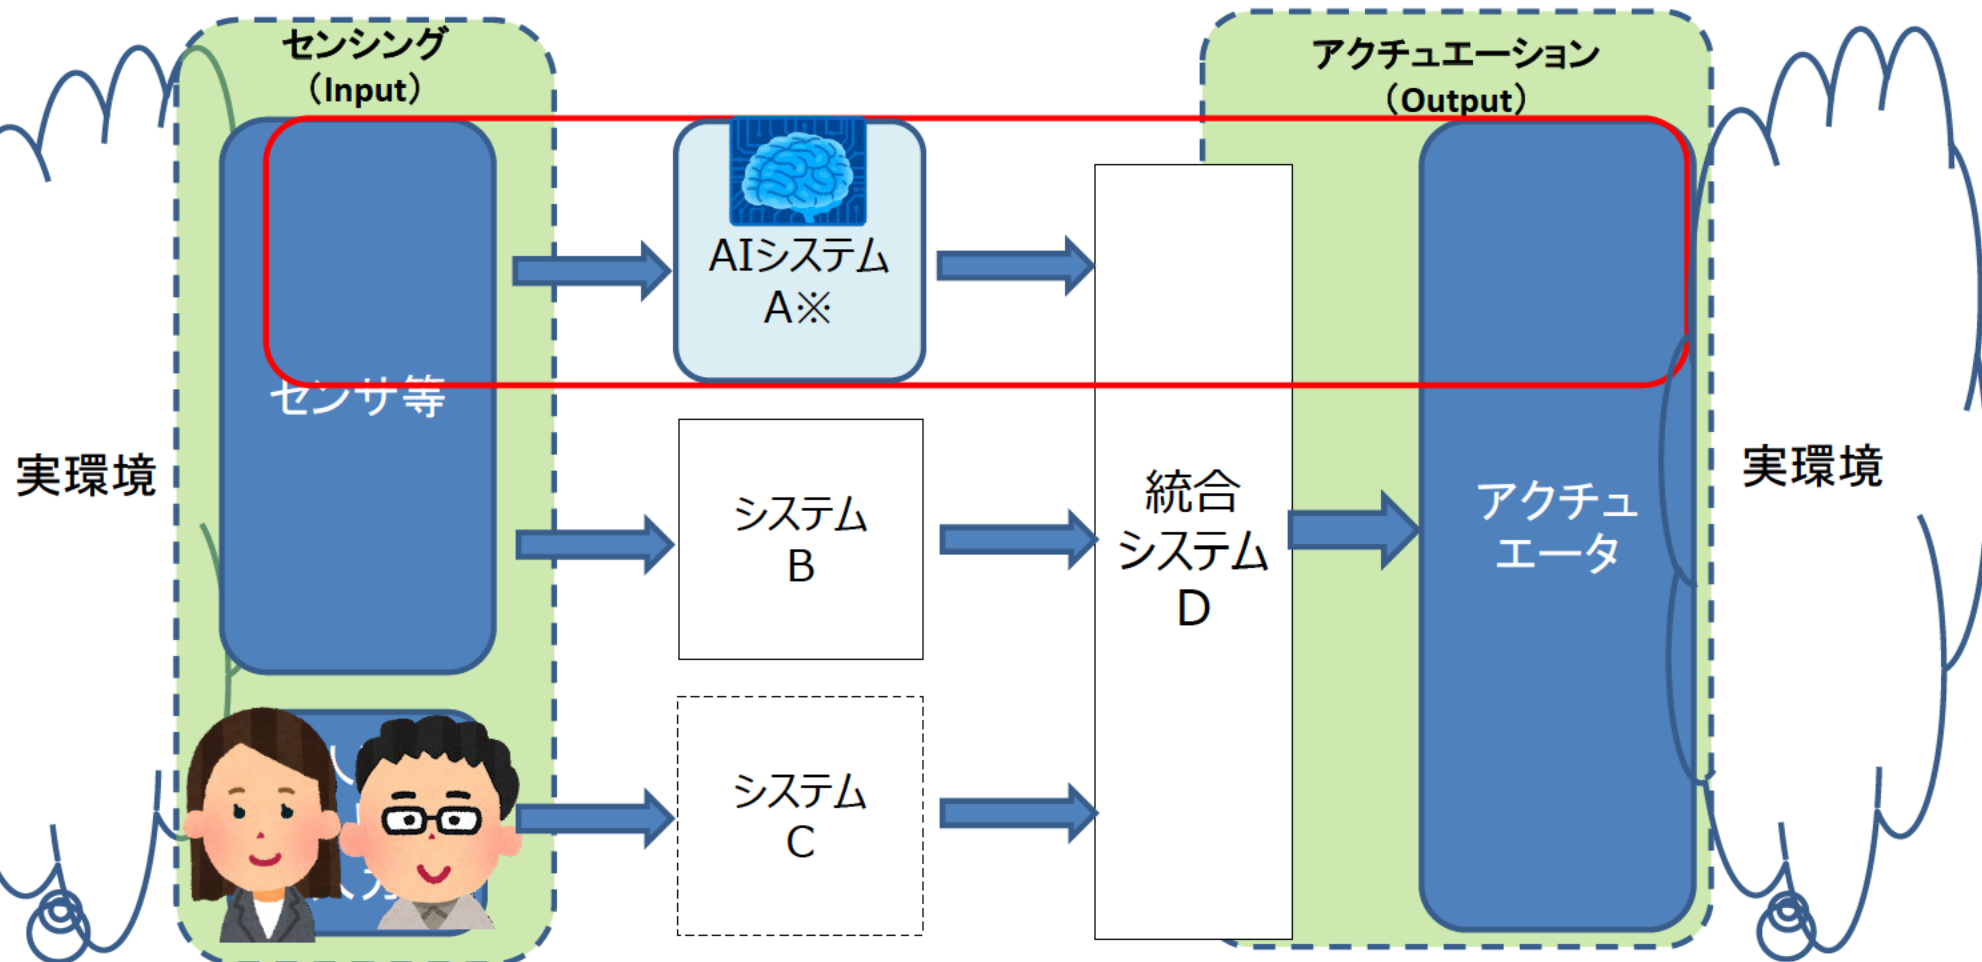 センシング
（Input）
アクチュエーション
（Output）
AIシステム
A※
センサ等
実環境
システム
B
統合
システム
D
アクチュ
エータ
実環境
システム
C